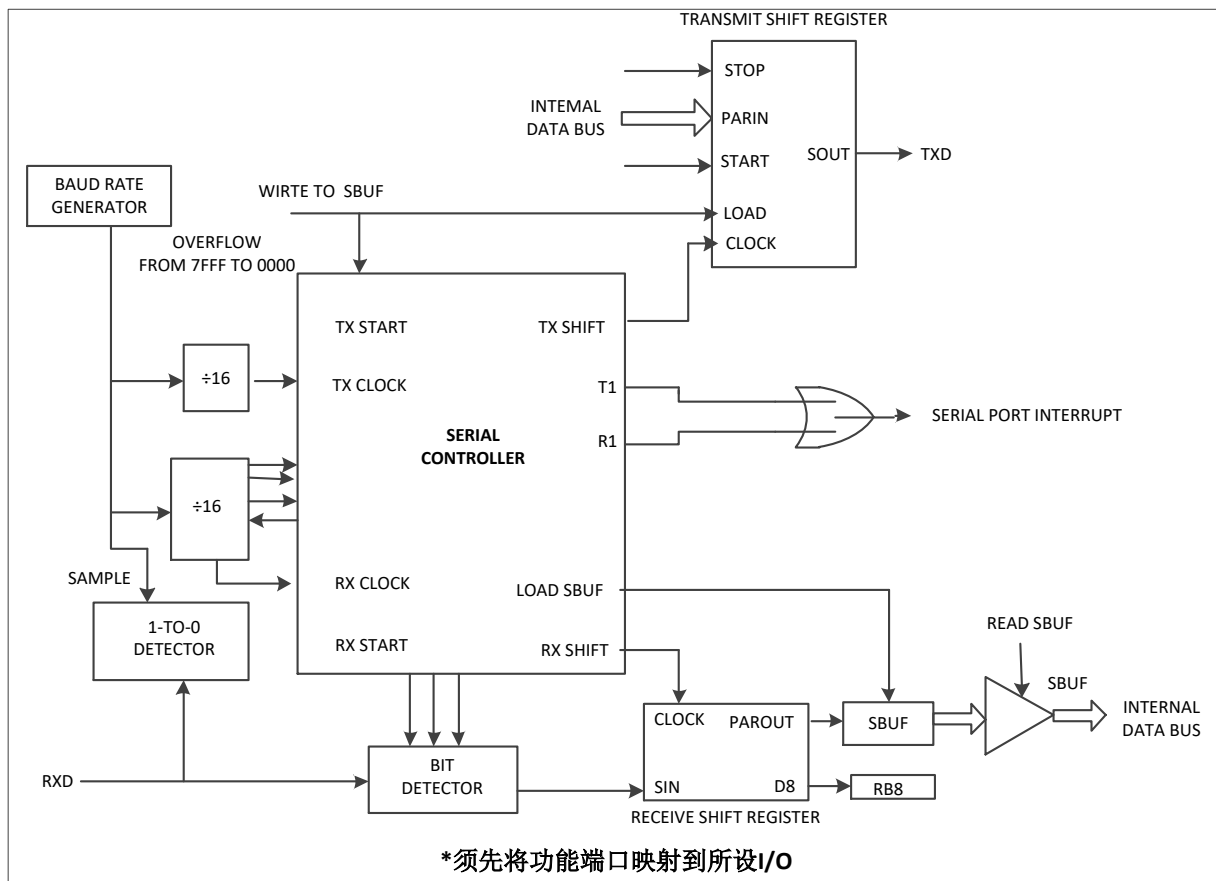 TRANSMIT SHIFT REGISTER
STOP
INTEMAL
DATA BUS
PARIN
START
SOUT
TXD
BAUD RATE
GENERATOR
WIRTE TO SBUF
LOAD
CLOCK
OVERFLOW
FROM 7FFF TO 0000
TX START
TX SHIFT
÷16
TX CLOCK
T1
SERIAL PORT INTERRUPT
SERIAL
CONTROLLER
R1
÷16
SAMPLE
RX CLOCK
LOAD SBUF
1-TO-0
DETECTOR
RX START
RX SHIFT
READ SBUF
SBUF
CLOCK
PAROUT
SBUF
INTERNAL
DATA BUS
RXD
BIT
DETECTOR
SIN
D8
RB8
RECEIVE SHIFT REGISTER
*须先将功能端口映射到所设I/O